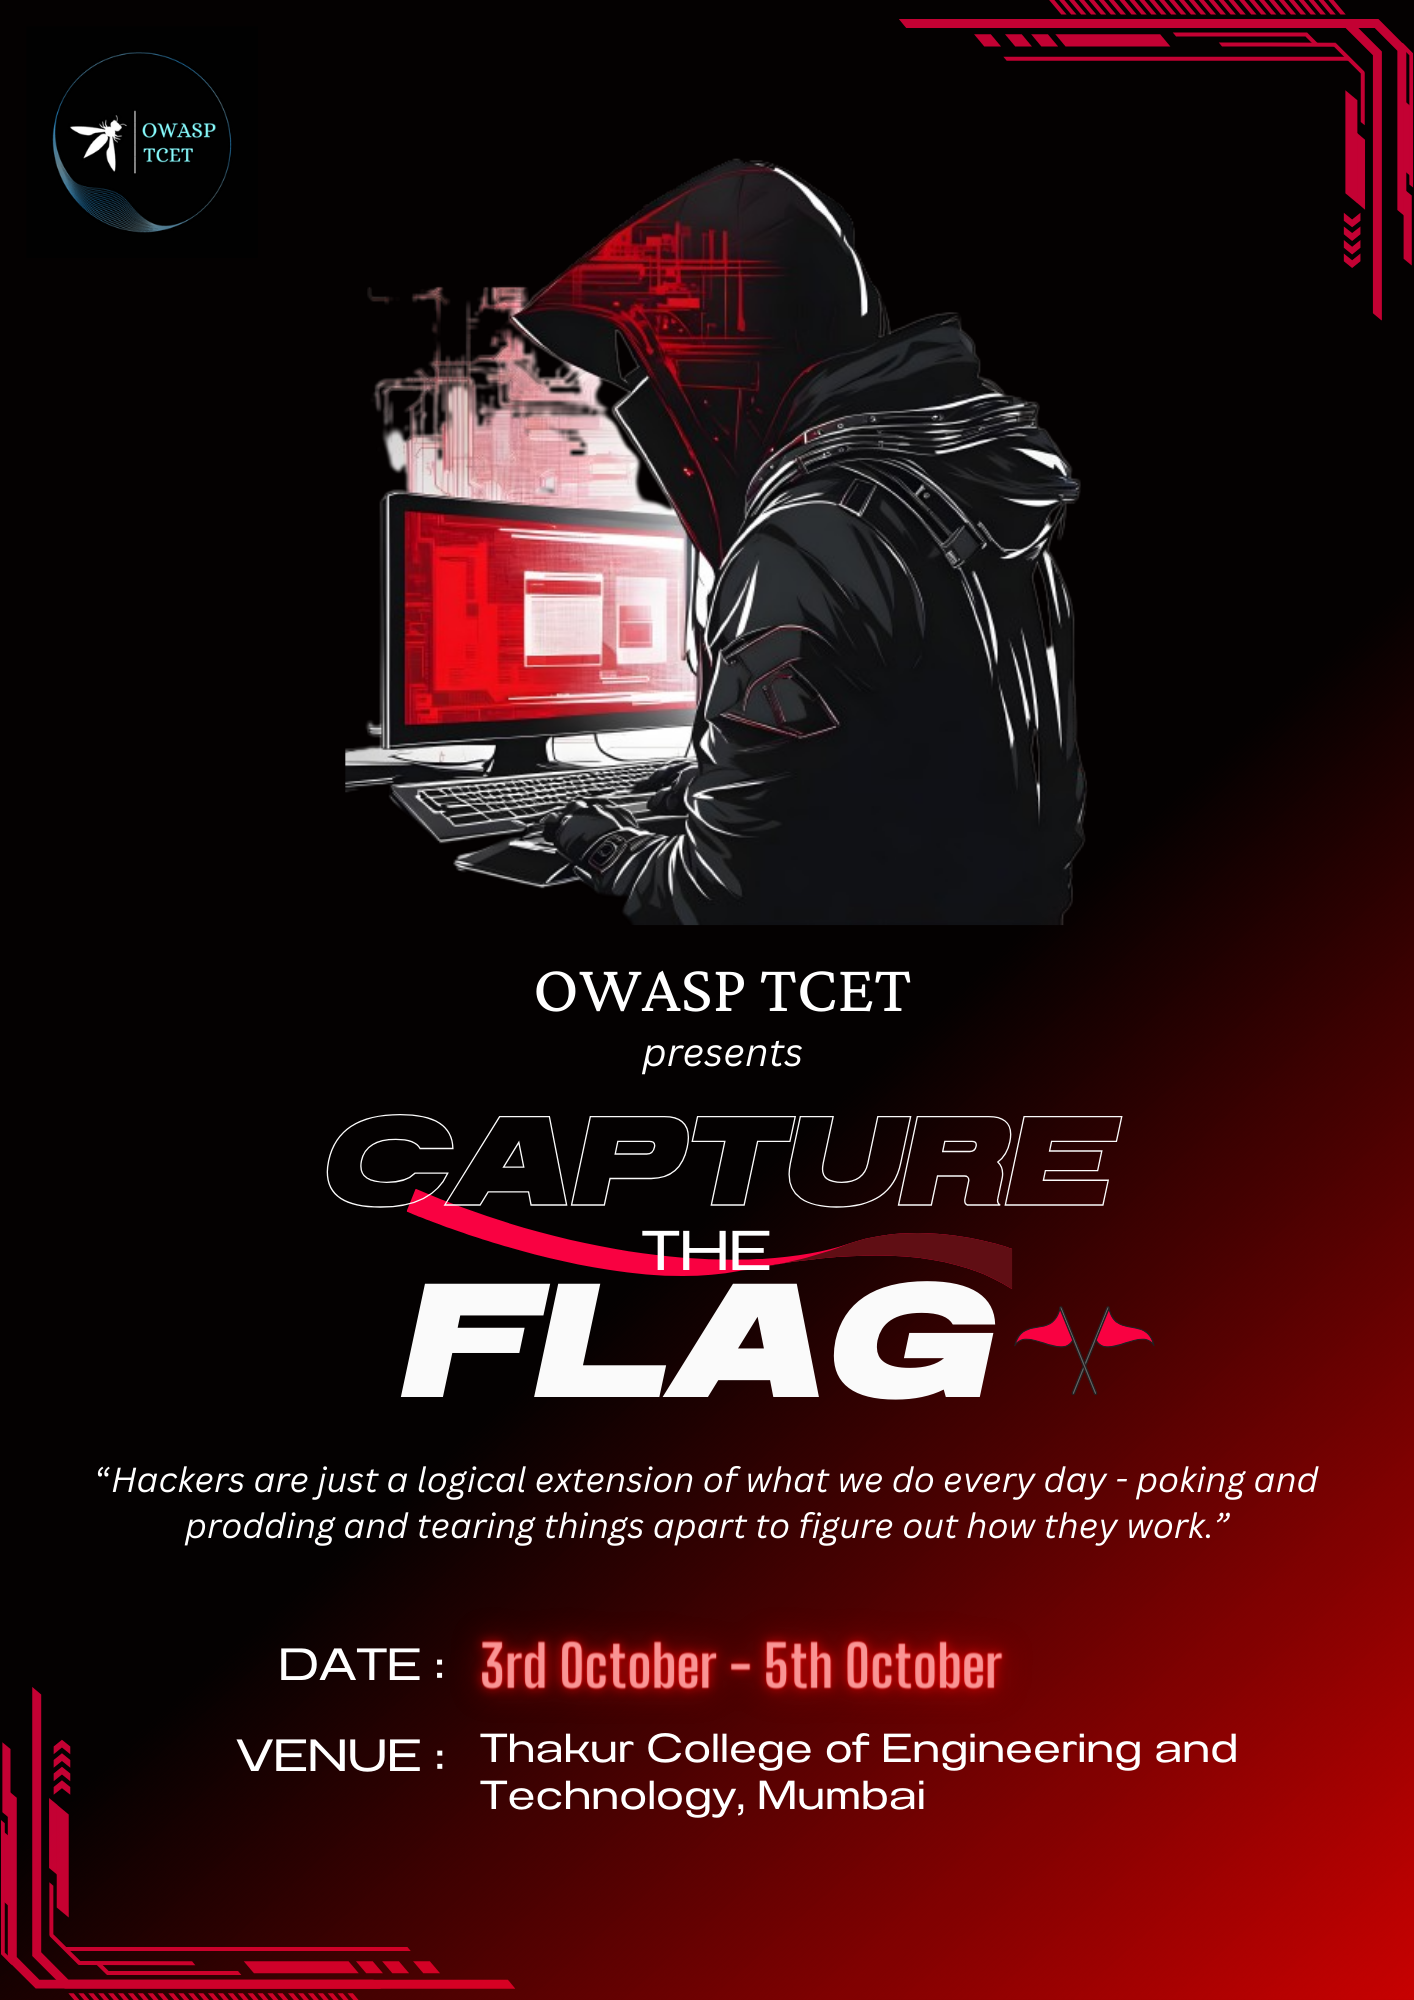 OWASP
TCET
OWASP TCET
presents
CAPTURE
THE
FLAG
“Hackers are just a logical extension of what we do every day - poking and
prodding and tearing things apart to figure out how they work.”
DATE : 3rd October - 5th October
VENUE : Thakur College of Engineering and
Technology, Mumbai